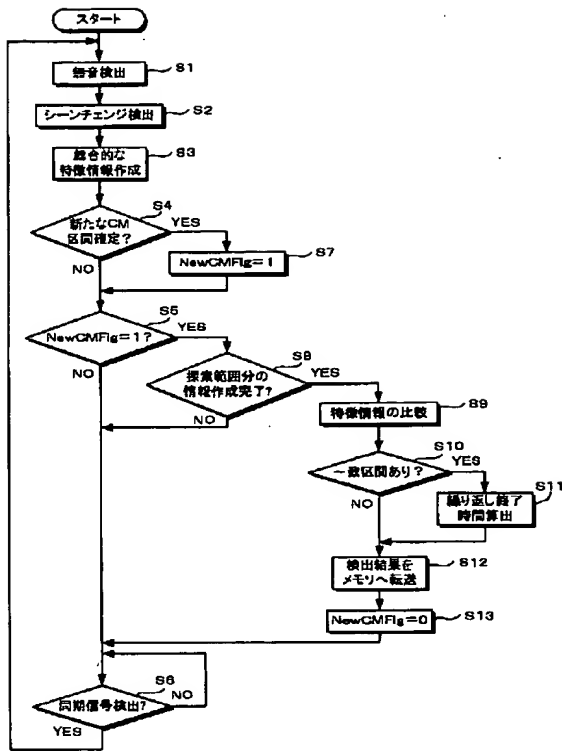 スタート
無音検出
S1
シーンチェンジ検出
S2
総合的な
特徴情報作成
S3
新たなCM
区間確定?
S4
YES
NO
NewCMFlg=1
S7
NewCMFlg=1?
S5
YES
NO
探索範囲分の
情報作成完了?
S8
YES
NO
特徴情報の比較
S9
一致区間あり?
S10
YES
NO
繰り返し終了
時間算出
S11
検出結果を
メモリへ転送
S12
NewCMFlg=0
S13
同期信号検出?
S6
NO
YES